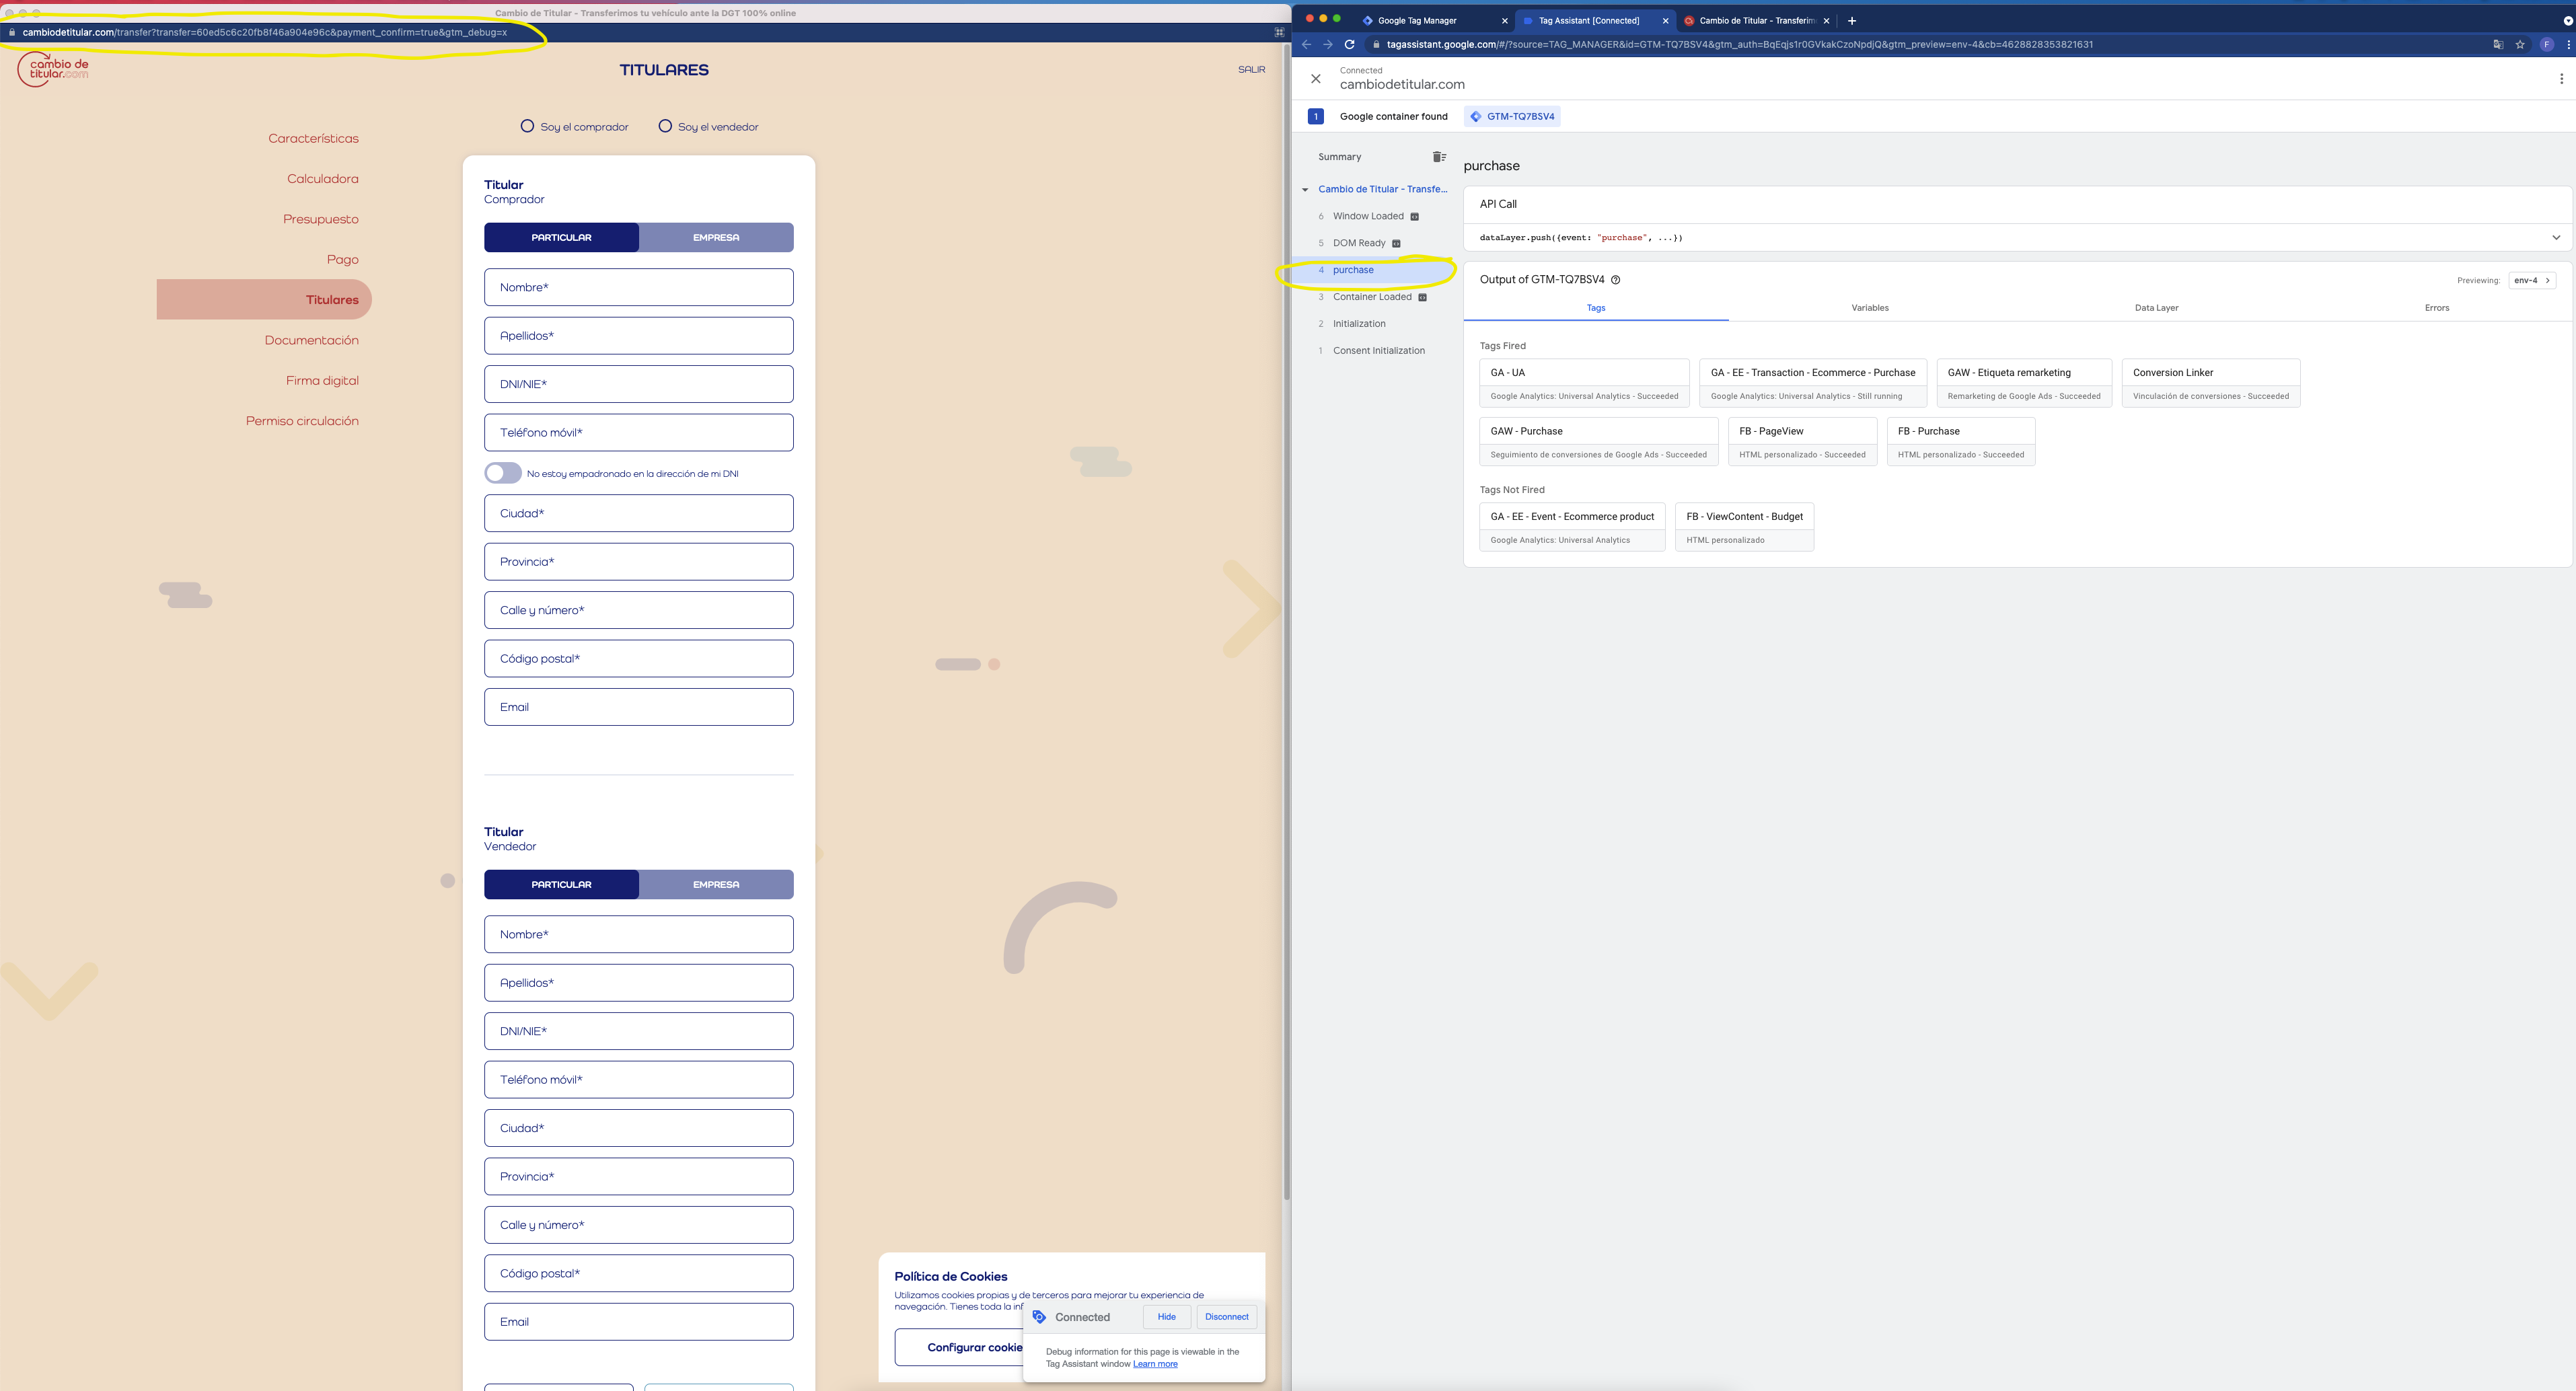 Cambio de Titular - Transferimos tu vehículo ante la DGT 100% online
cambiodetitular.com/transfer?transfer=60ed5c6c20fb8f46a904e96c&payment_confirm=true&gtm_debug=x
cambio de
titular.com
TITULARES
SALIR
Características
Calculadora
Presupuesto
Pago
Titulares
Documentación
Firma digital
Permiso circulación
Soy el comprador
Soy el vendedor
Titular
Comprador
PARTICULAR
EMPRESA
Nombre*
Apellidos*
DNI/NIE*
Teléfono móvil*
No estoy empadronado en la dirección de mi DNI
Ciudad*
Provincia*
Calle y número*
Código postal*
Email
Titular
Vendedor
PARTICULAR
EMPRESA
Nombre*
Apellidos*
DNI/NIE*
Teléfono móvil*
Ciudad*
Provincia*
Calle y número*
Código postal*
Email
Política de Cookies
Utilizamos cookies propias y de terceros para mejorar tu experiencia de
navegación. Tienes toda la inf
Configurar cookie
Connected
Hide
Disconnect
Debug information for this page is viewable in the
Tag Assistant window Learn more
Google Tag Manager
Tag Assistant [Connected]
Cambio de Titular - Transferim
tagassistant.google.com/#/?source=TAG_MANAGER&id=GTM-TQ7BSV4&gtm_auth=BqEqjs1r0GVkakCzoNpdjQ&gtm_preview=env-4&cb=4628828353821631
F
Connected
cambiodetitular.com
1
Google container found
GTM-TQ7BSV4
Summary
Cambio de Titular - Transfe...
6 Window Loaded
5 DOM Ready
4 purchase
3 Container Loaded
2 Initialization
1 Consent Initialization
purchase
API Call
dataLayer.push({event: "purchase", ...})
Output of GTM-TQ7BSV4
Previewing:
env-4
Tags
Variables
Data Layer
Errors
Tags Fired
GA - UA
Google Analytics: Universal Analytics - Succeeded
GA - EE - Transaction - Ecommerce - Purchase
Google Analytics: Universal Analytics - Still running
GAW - Etiqueta remarketing
Remarketing de Google Ads - Succeeded
Conversion Linker
Vinculación de conversiones - Succeeded
GAW - Purchase
Seguimiento de conversiones de Google Ads - Succeeded
FB - PageView
HTML personalizado - Succeeded
FB - Purchase
HTML personalizado - Succeeded
Tags Not Fired
GA - EE - Event - Ecommerce product
Google Analytics: Universal Analytics
FB - ViewContent - Budget
HTML personalizado